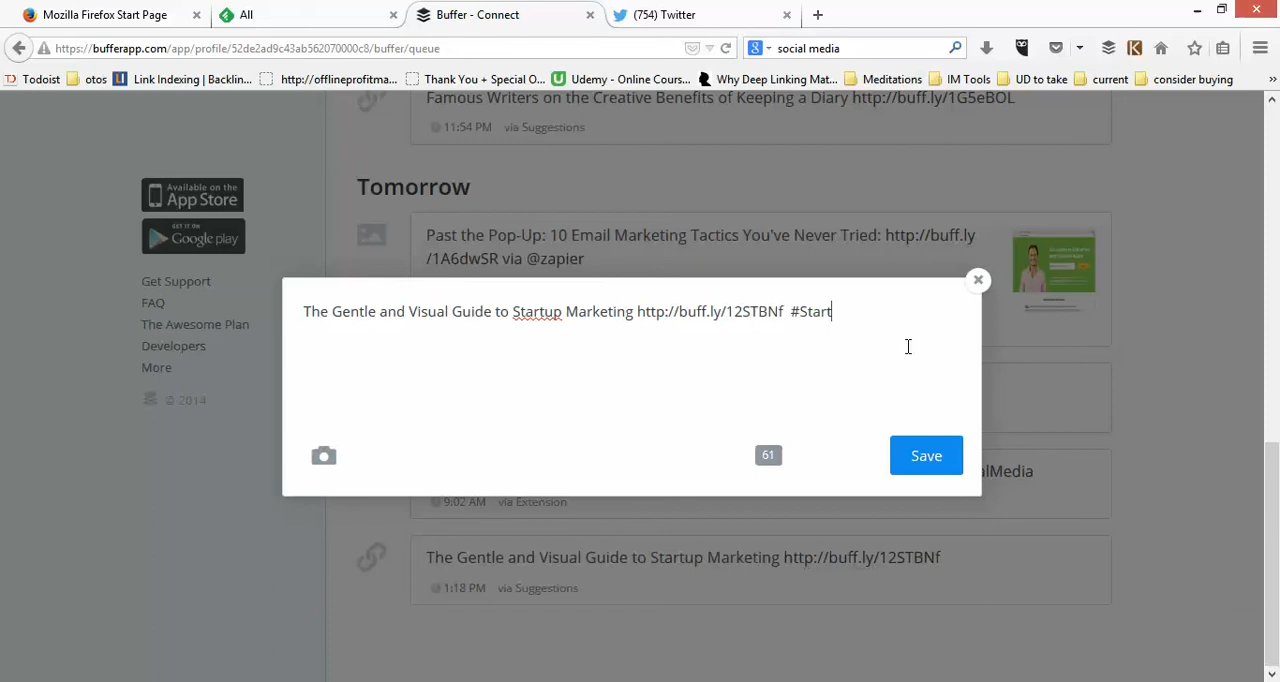 Mozilla Firefox Start Page
All
Buffer - Connect
(754) Twitter
https://bufferapp.com/app/profile/52de2ad9c43ab562070000c8/buffer/queue
social media
Todoist
otos
Link Indexing | Backlin...
http://offlineprofitma...
Thank You + Special O...
Udemy - Online Cours...
Why Deep Linking Mat...
Meditations
IM Tools
UD to take
current
consider buying
Famous Writers on the Creative Benefits of Keeping a Diary http://buff.ly/1G5eBOL
11:54 PM via Suggestions
Available on the
App Store
GET IT ON
Google play
Get Support
FAQ
The Awesome Plan
Developers
More
© 2014
Tomorrow
Past the Pop-Up: 10 Email Marketing Tactics You've Never Tried: http://buff.ly
/1A6dwSR via @zapier
The Gentle and Visual Guide to Startup Marketing http://buff.ly/12STBNf #Start
61
Save
alMedia
9:02 AM via Extension
The Gentle and Visual Guide to Startup Marketing http://buff.ly/12STBNf
1:18 PM via Suggestions